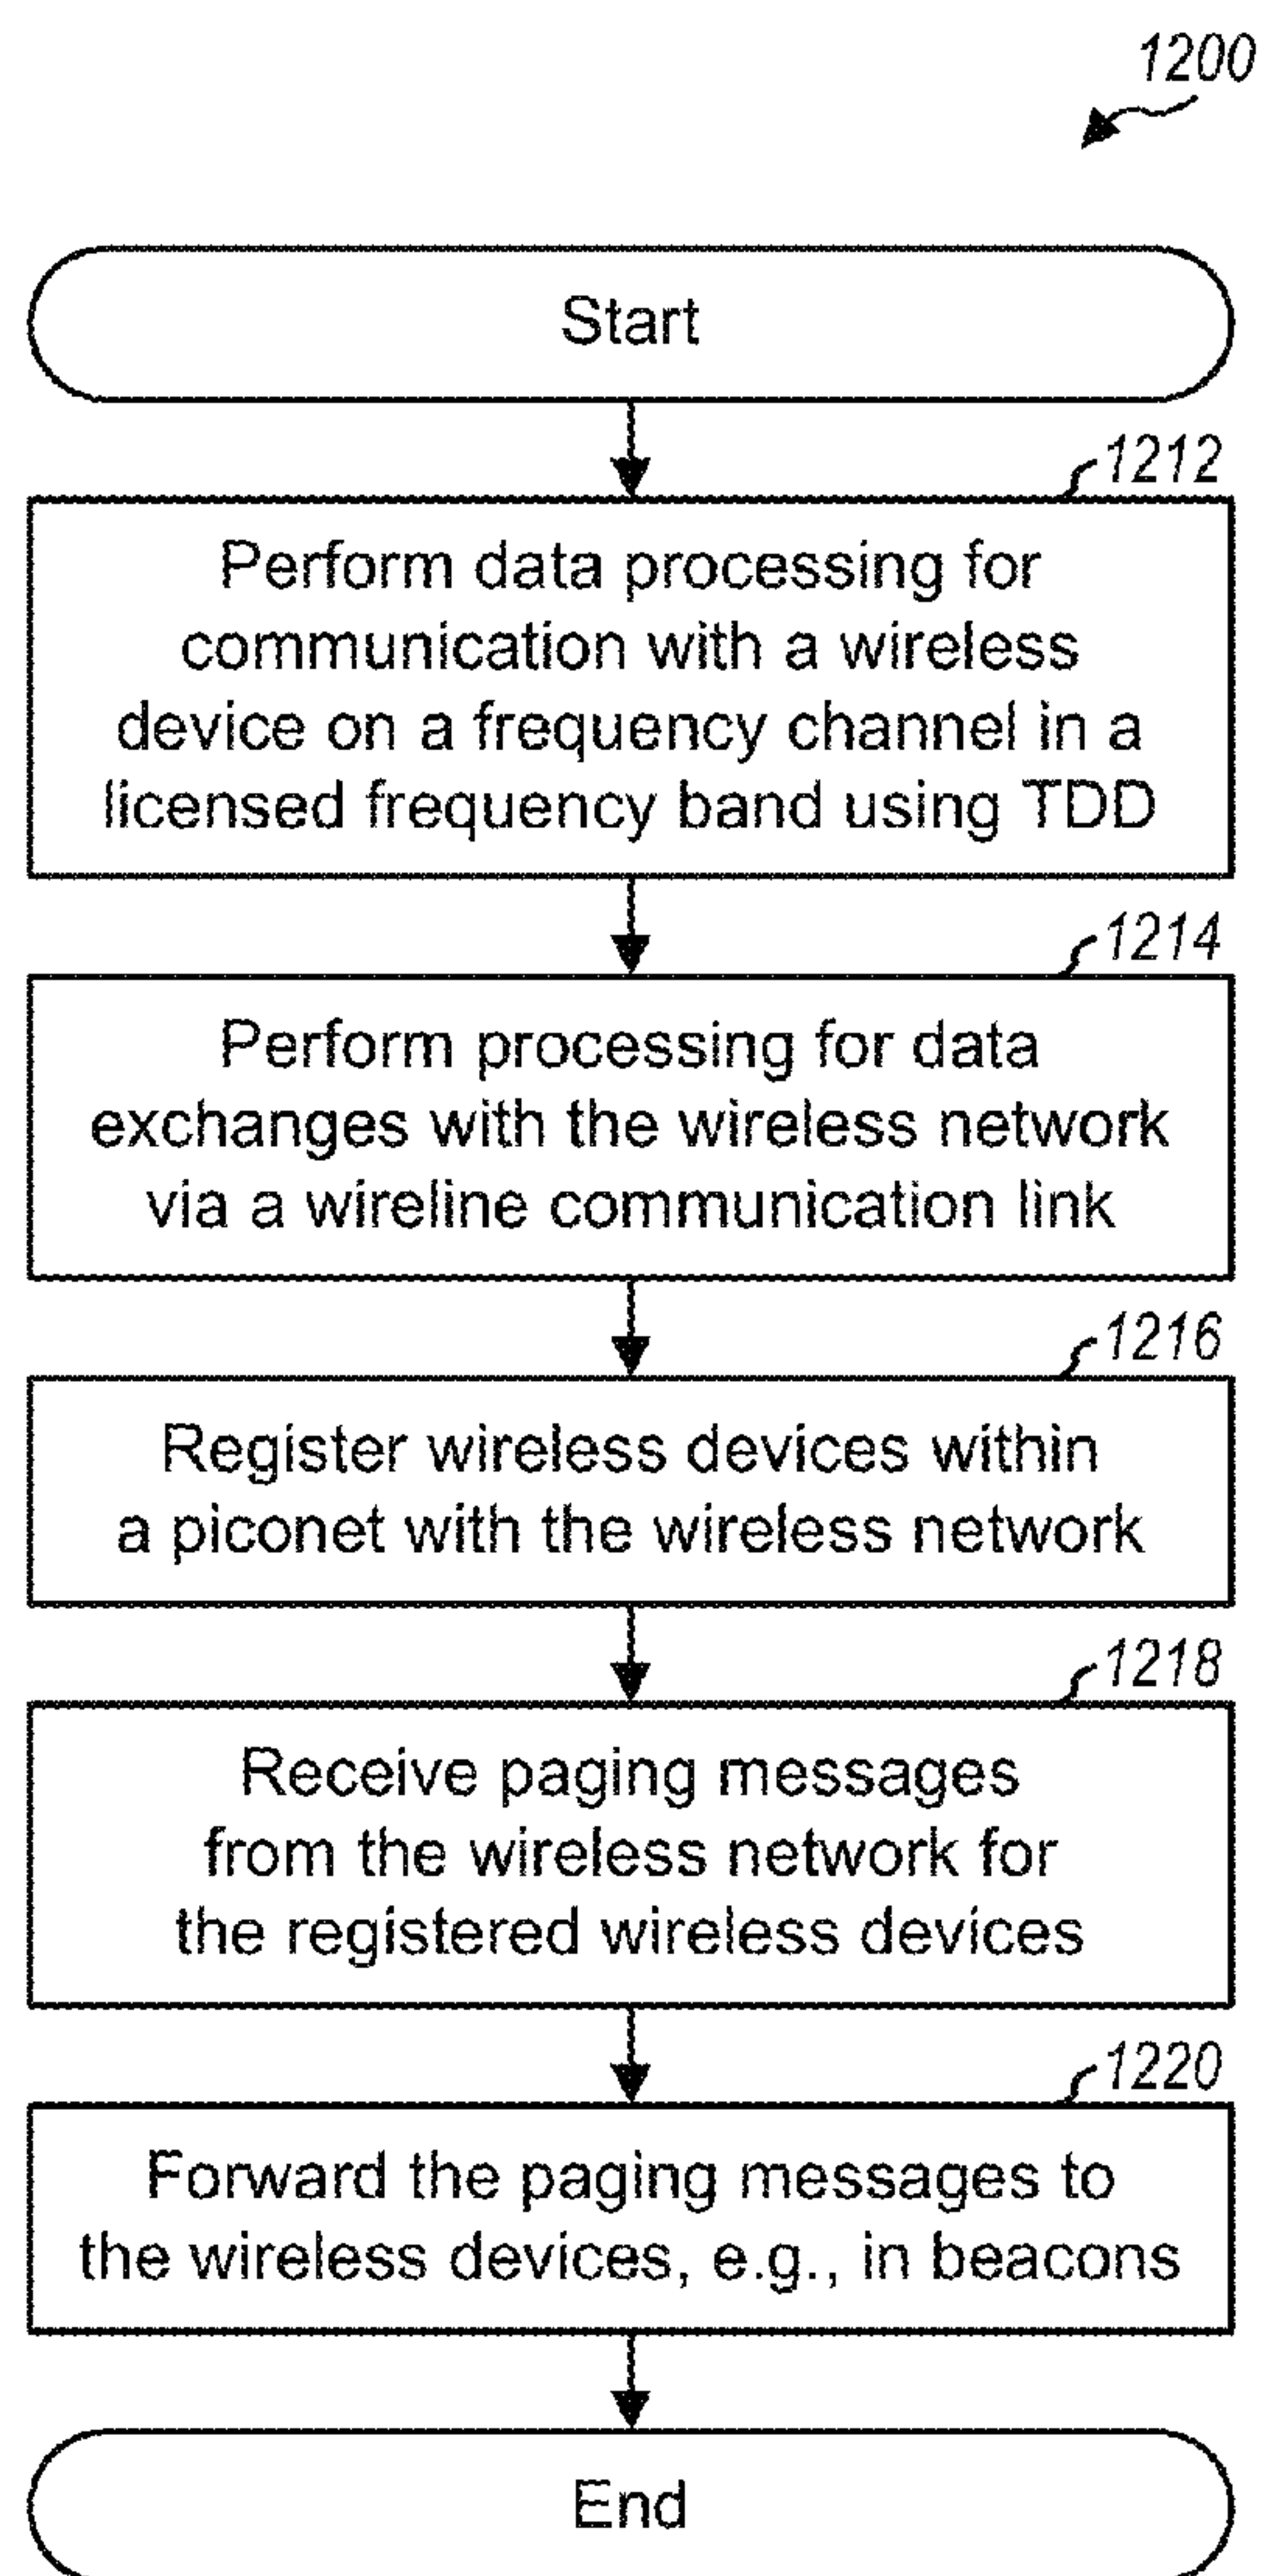 1200
Start
1212
Perform data processing for
communication with a wireless
device on a frequency channel in a
licensed frequency band using TDD
1214
Perform processing for data
exchanges with the wireless network
via a wireline communication link
1216
Register wireless devices within
a piconet with the wireless network
1218
Receive paging messages
from the wireless network for
the registered wireless devices
1220
Forward the paging messages to
the wireless devices, e.g., in beacons
End